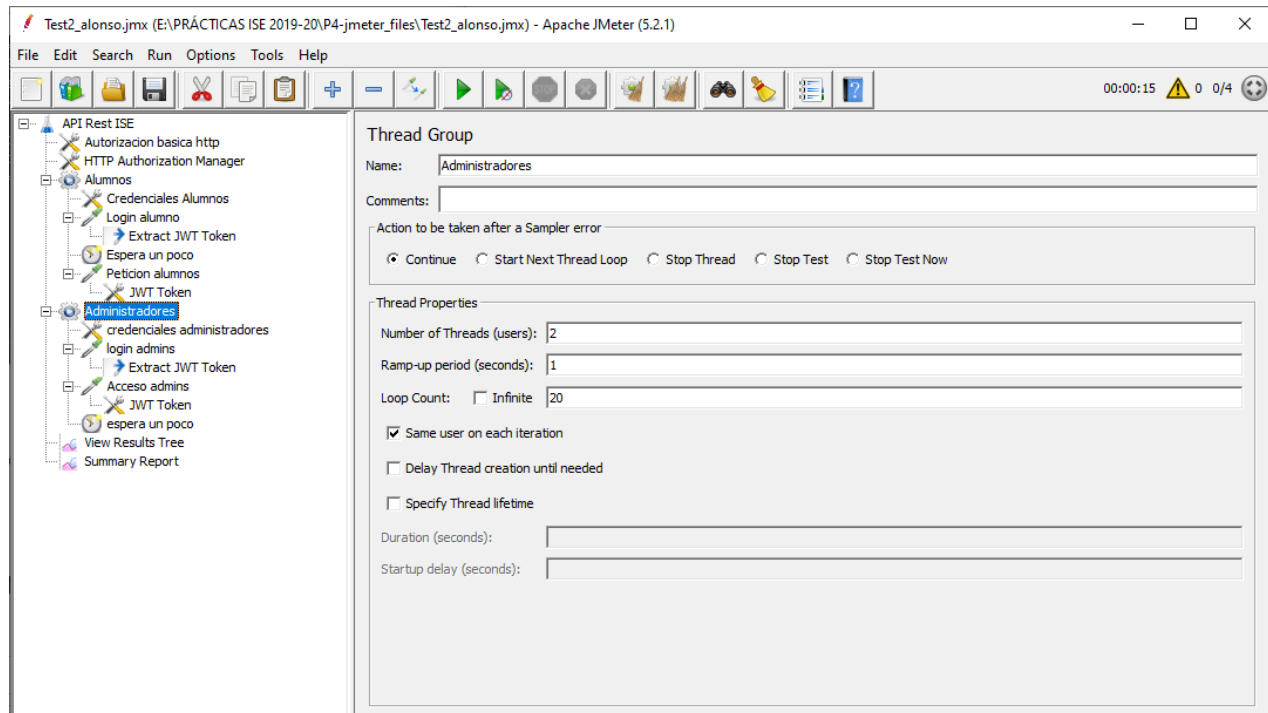 Test2_alonso.jmx (E:\PRÁCTICAS ISE 2019-20\P4-jmeter_files\Test2_alonso.jmx) - Apache JMeter (5.2.1)
File Edit Search Run Options Tools Help
STOP
00:00:15 0 0/4
API Rest ISE
Autorizacion basica http
HTTP Authorization Manager
Alumnos
Credenciales Alumnos
Login alumno
Extract JWT Token
Espera un poco
Peticion alumnos
JWT Token
Administradores
credenciales administradores
login admins
Extract JWT Token
Acceso admins
JWT Token
espera un poco
View Results Tree
Summary Report
Thread Group
Name: Administradores
Comments:
Action to be taken after a Sampler error
Continue Start Next Thread Loop Stop Thread Stop Test Stop Test Now
Thread Properties
Number of Threads (users): 2
Ramp-up period (seconds): 1
Loop Count: Infinite 20
Same user on each iteration
Delay Thread creation until needed
Specify Thread lifetime
Duration (seconds):
Startup delay (seconds):